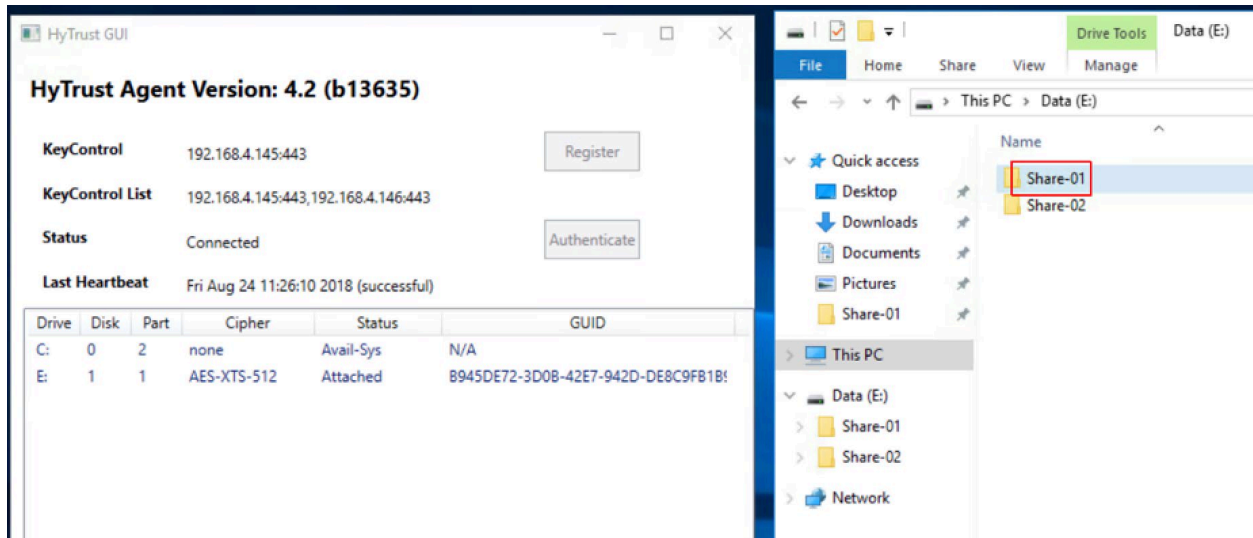 HyTrust GUI
HyTrust Agent Version: 4.2 (b13635)
KeyControl 192.168.4.145:443 Register
KeyControl List 192.168.4.145:443,192.168.4.146:443
Status Connected Authenticate
Last Heartbeat Fri Aug 24 11:26:10 2018 (successful)
Drive Disk Part Cipher Status GUID
C: 0 2 none Avail-Sys N/A
E: 1 1 AES-XTS-512 Attached B945DE72-3D0B-42E7-942D-DE8C9FB1B
Drive Tools Data (E:)
File Home Share View Manage
This PC > Data (E:)
Name
Share-01
Share-02
Quick access
Desktop
Downloads
Documents
Pictures
Share-01
This PC
Data (E:)
Share-01
Share-02
Network